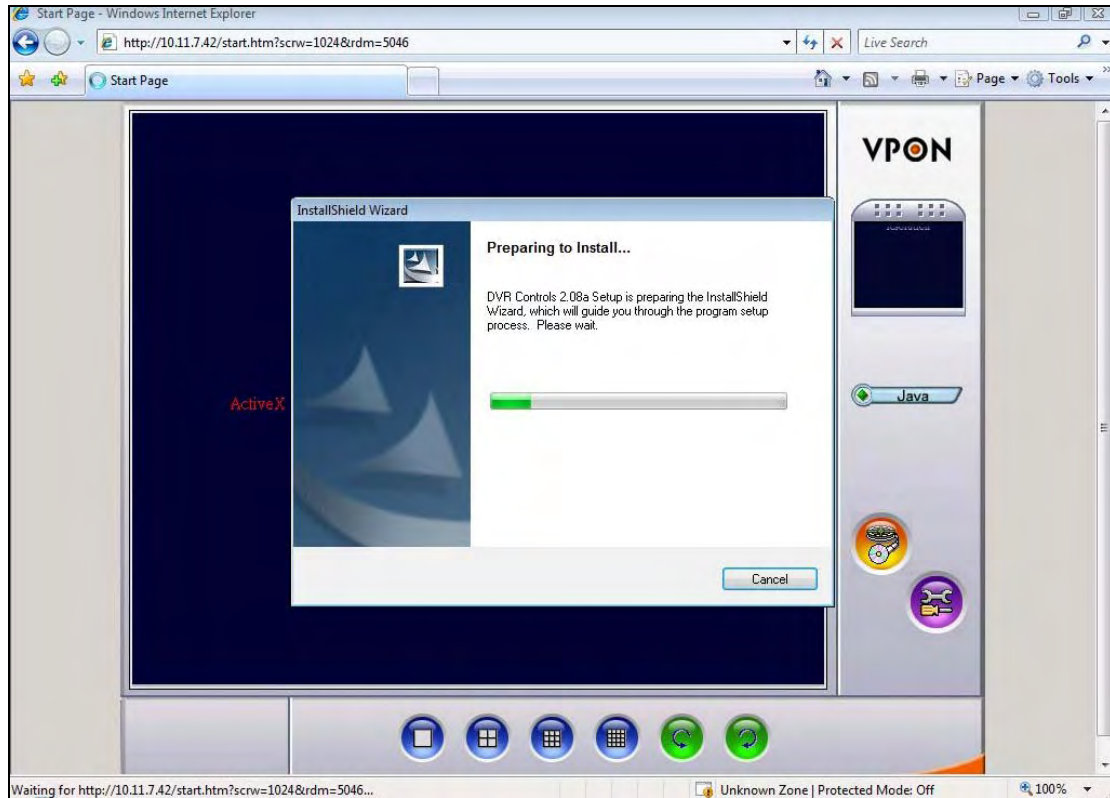 Start Page - Windows Internet Explorer
http://10.11.7.42/start.htm?scrw=1024&rdm=5046
Live Search
Start Page
Page
Tools
VPON
InstallShield Wizard
Preparing to Install...
DVR Controls 2.08a Setup is preparing the InstallShield
Wizard, which will guide you through the program setup
process. Please wait.
ActiveX
Java
Cancel
Waiting for http://10.11.7.42/start.htm?scrw=1024&rdm=5046...
Unknown Zone | Protected Mode: Off
100%